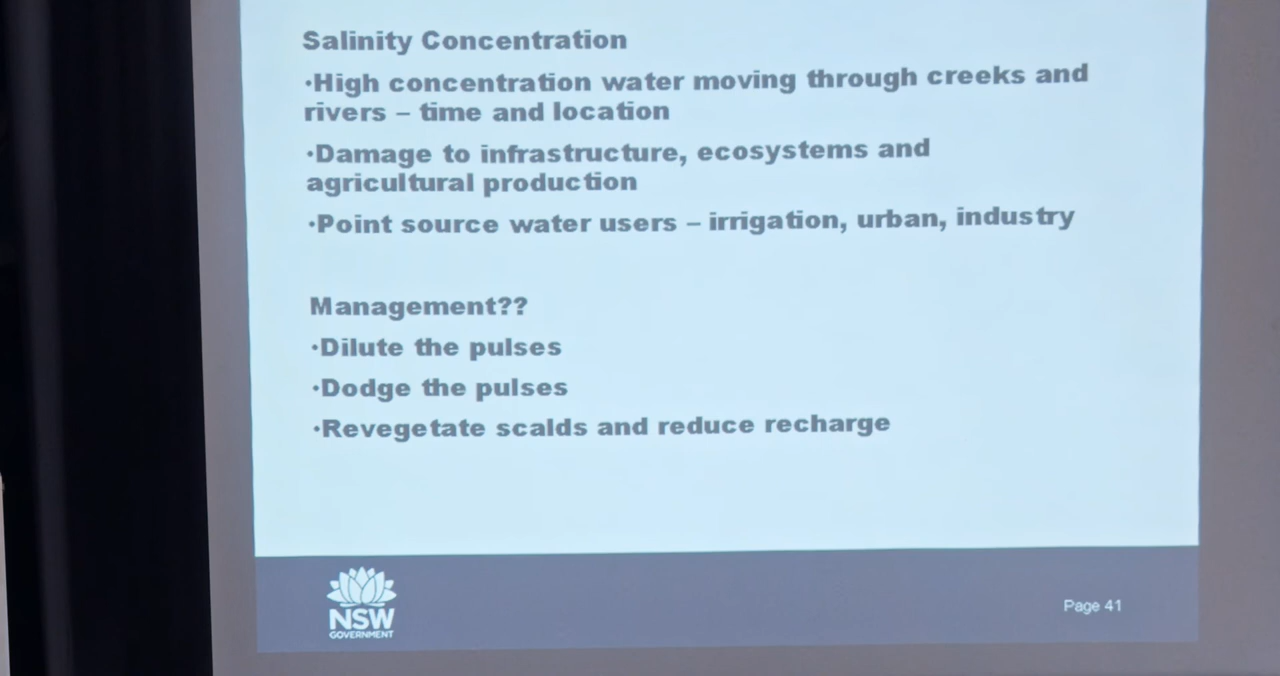 Salinity Concentration
•High concentration water moving through creeks and
rivers – time and location
•Damage to infrastructure, ecosystems and
agricultural production
•Point source water users – irrigation, urban, industry
Management??
•Dilute the pulses
•Dodge the pulses
•Revegetate scalds and reduce recharge
NSW
GOVERNMENT
Page 41